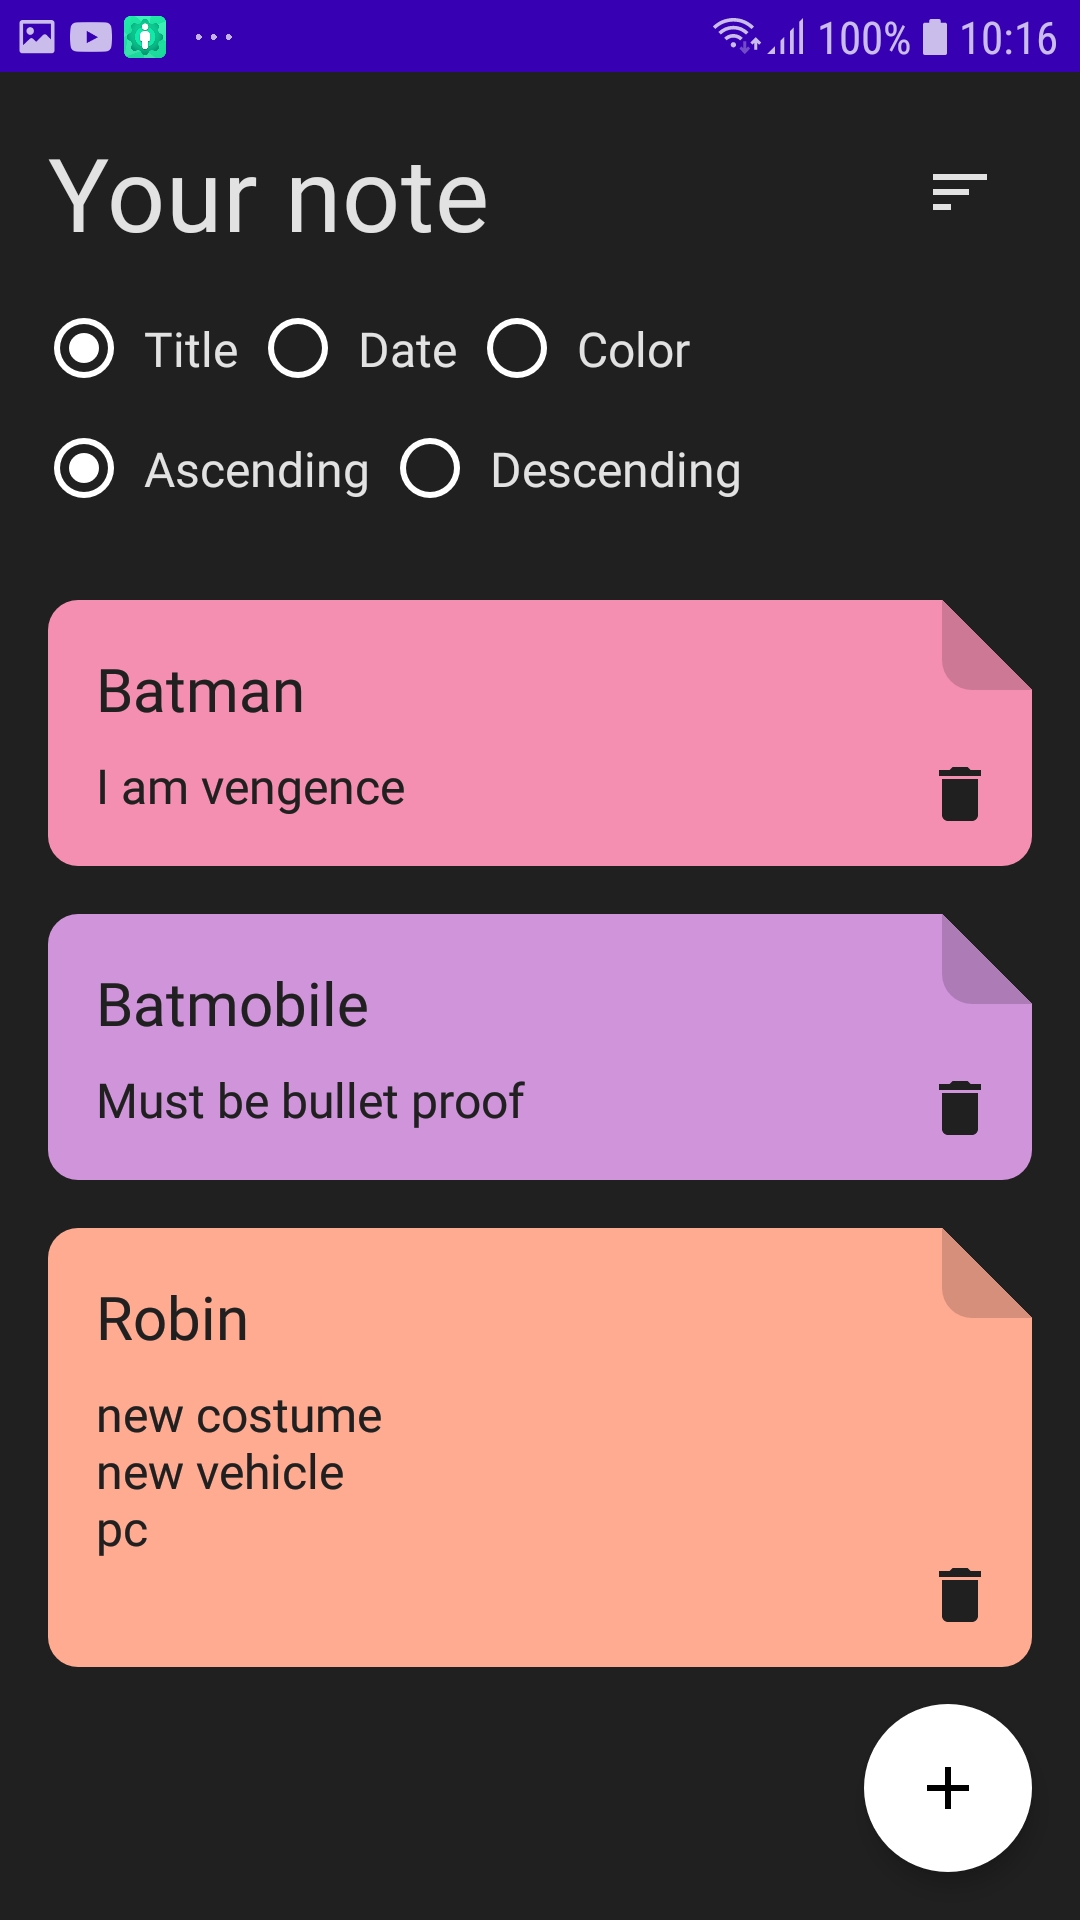 100% 10:16
Your note
Title Date Color
Ascending Descending
Batman
I am vengence
Batmobile
Must be bullet proof
Robin
new costume
new vehicle
pc